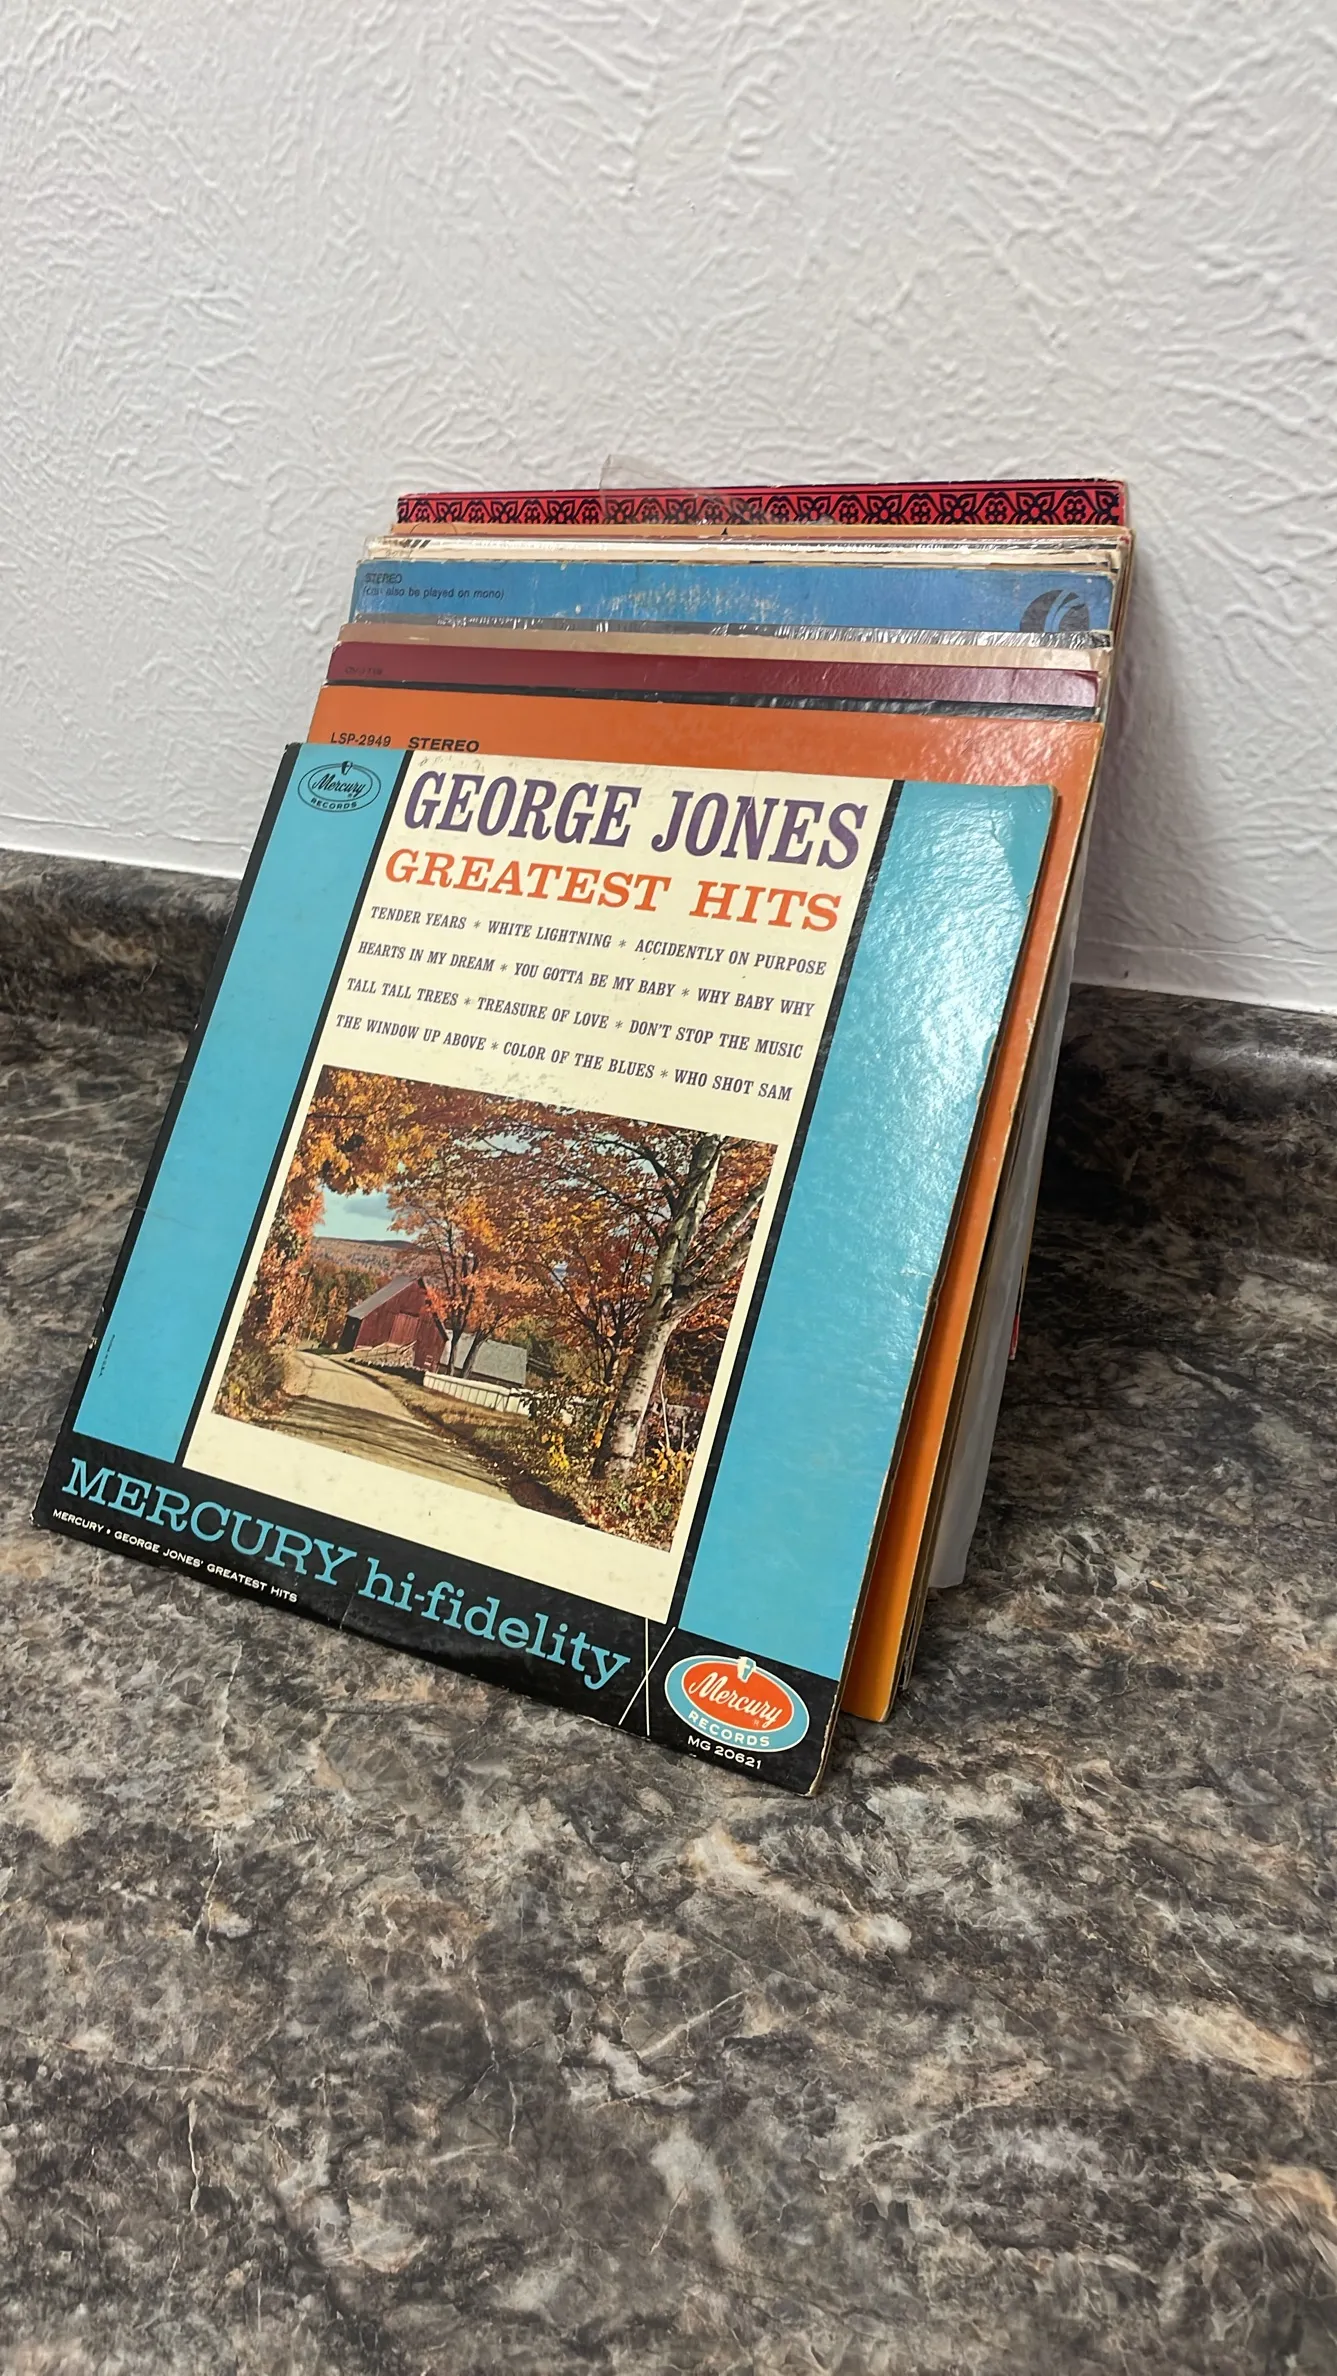 STEREO
LSP-2949 STEREO
Mercury
RECORDS
GEORGE JONES
GREATEST HITS
TENDER YEARS * WHITE LIGHTNING * ACCIDENTLY ON PURPOSE
HEARTS IN MY DREAM * YOU GOTTA BE MY BABY * WHY BABY WHY
TALL TALL TREES * TREASURE OF LOVE * DON'T STOP THE MUSIC
THE WINDOW UP ABOVE * COLOR OF THE BLUES * WHO SHOT SAM
MERCURY hi-fidelity
MERCURY • GEORGE JONES' GREATEST HITS
Mercury
RECORDS
MG 20621
also be played on mono)